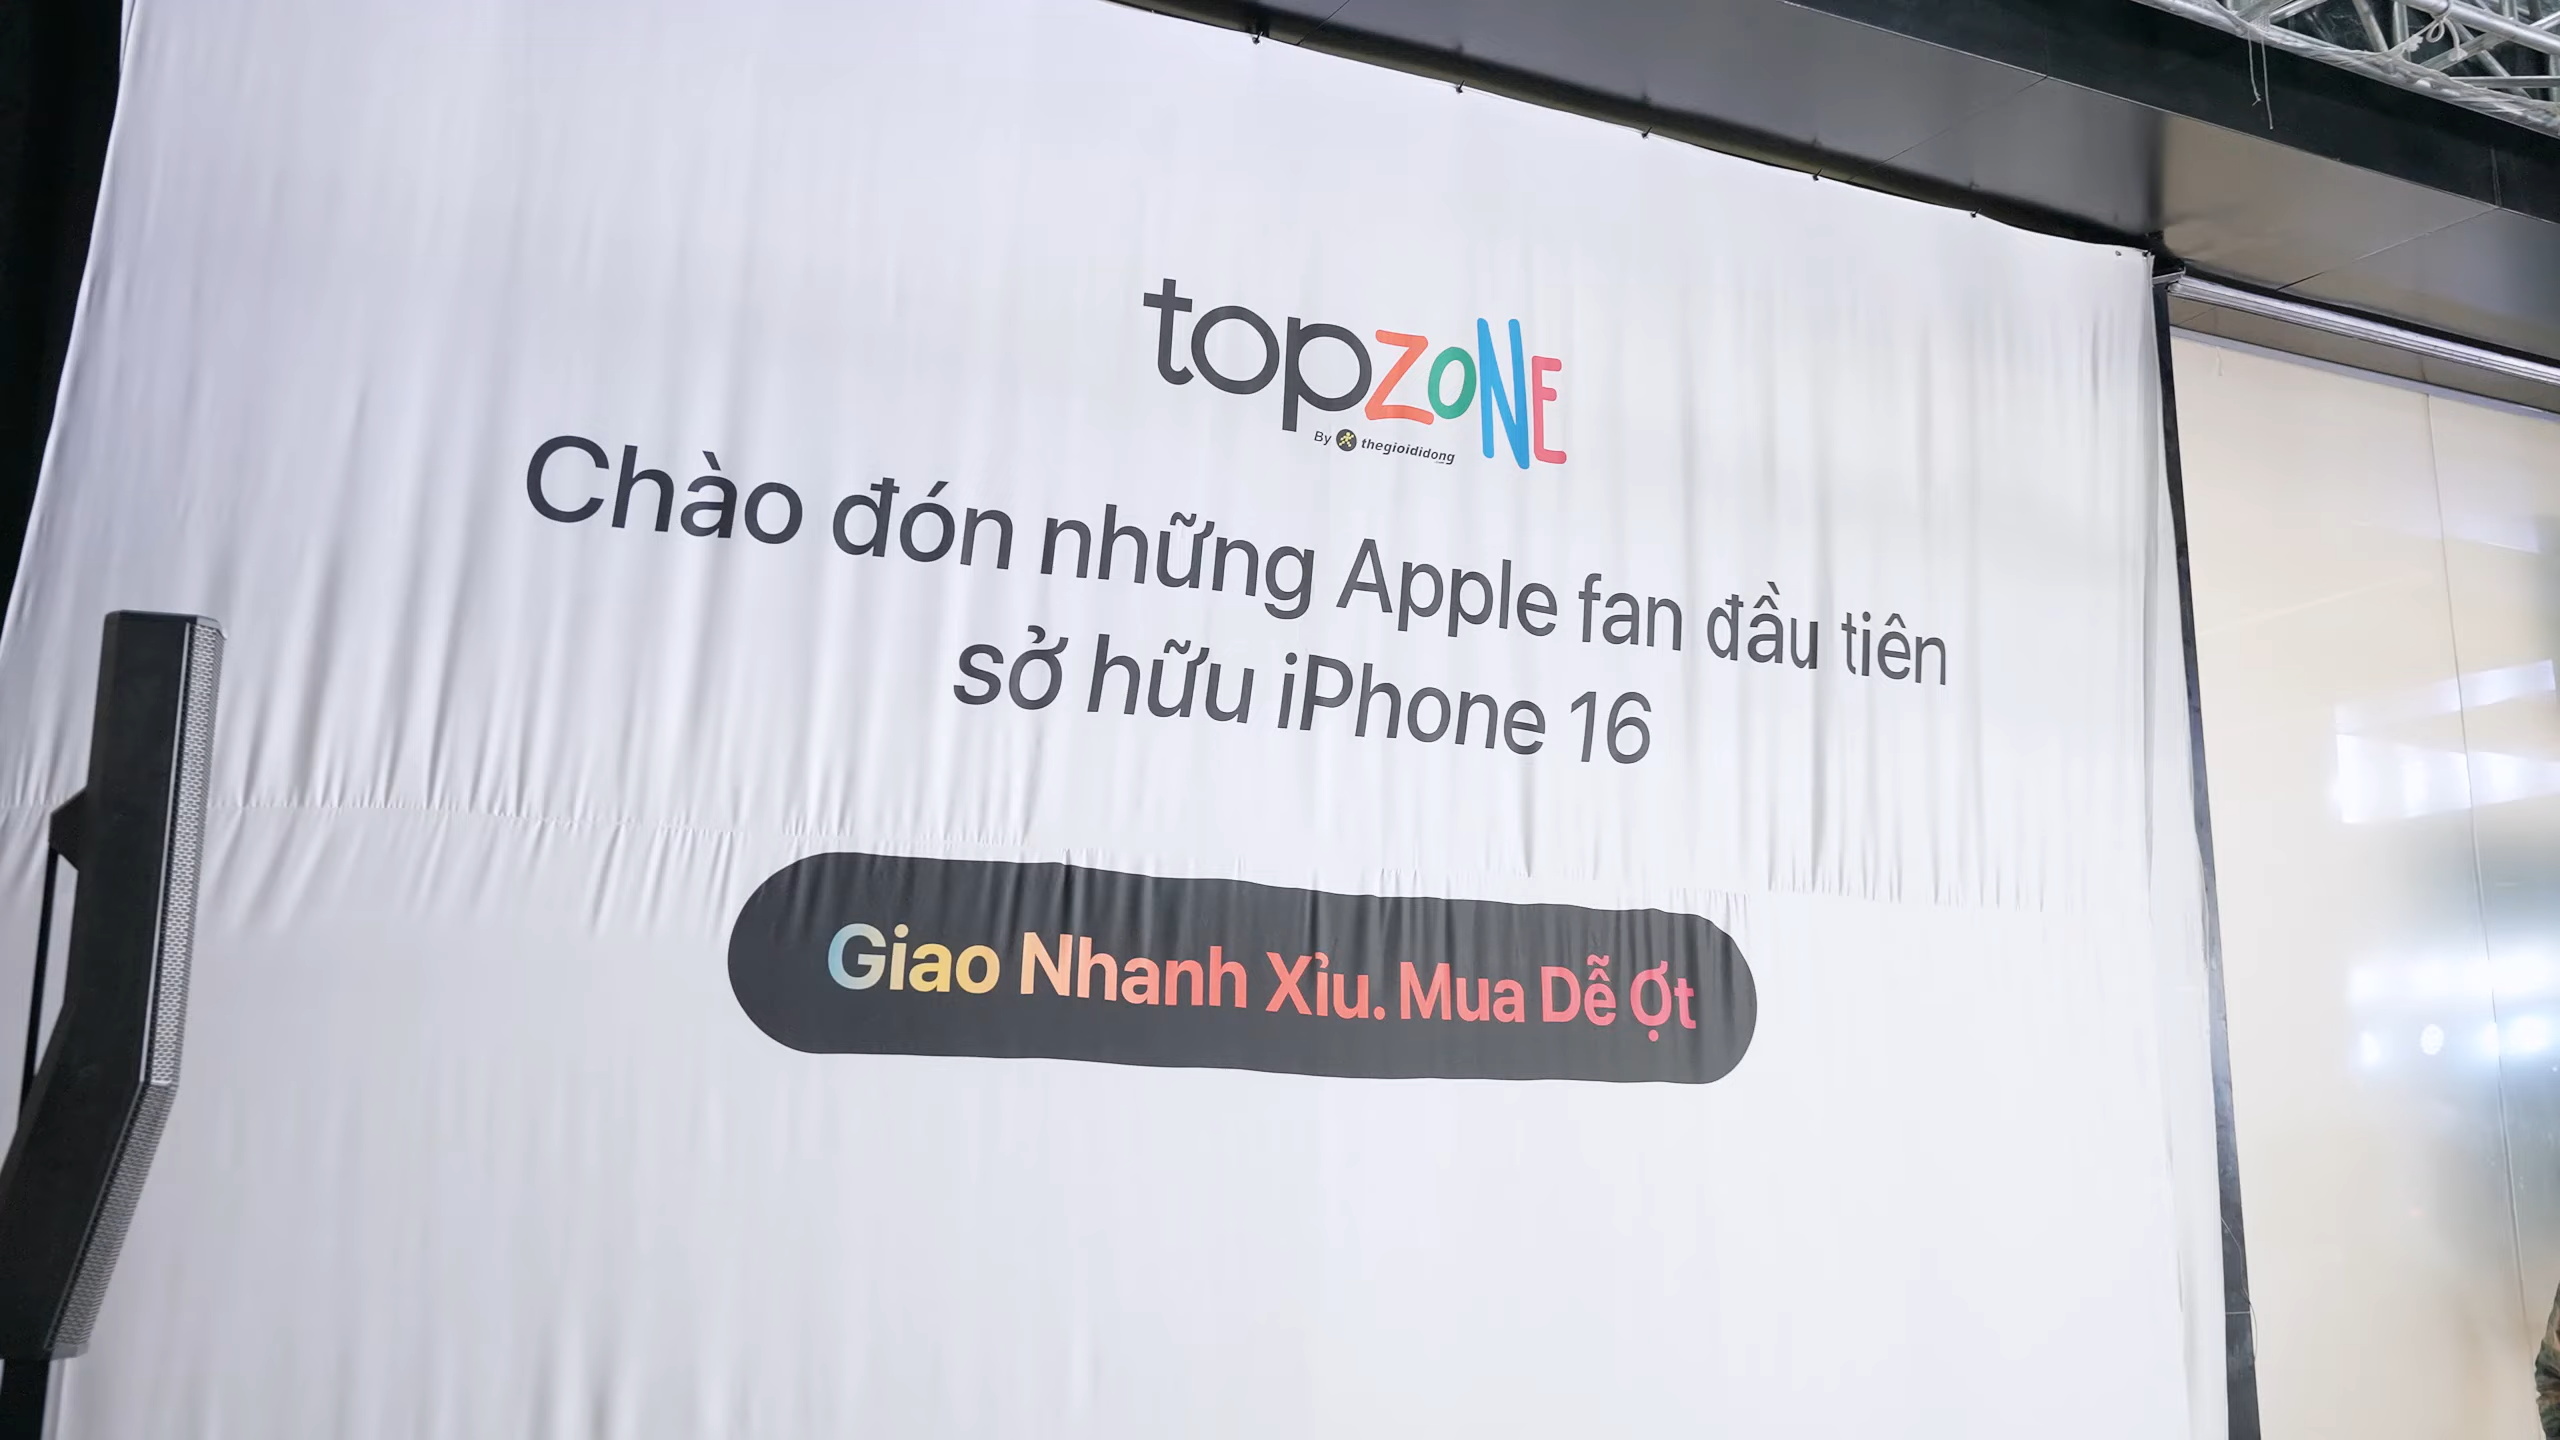 topzone
By thegioididong
Chào đón những Apple fan đầu tiên
sở hữu iPhone 16
Giao Nhanh Xỉu. Mua Dễ Ợt